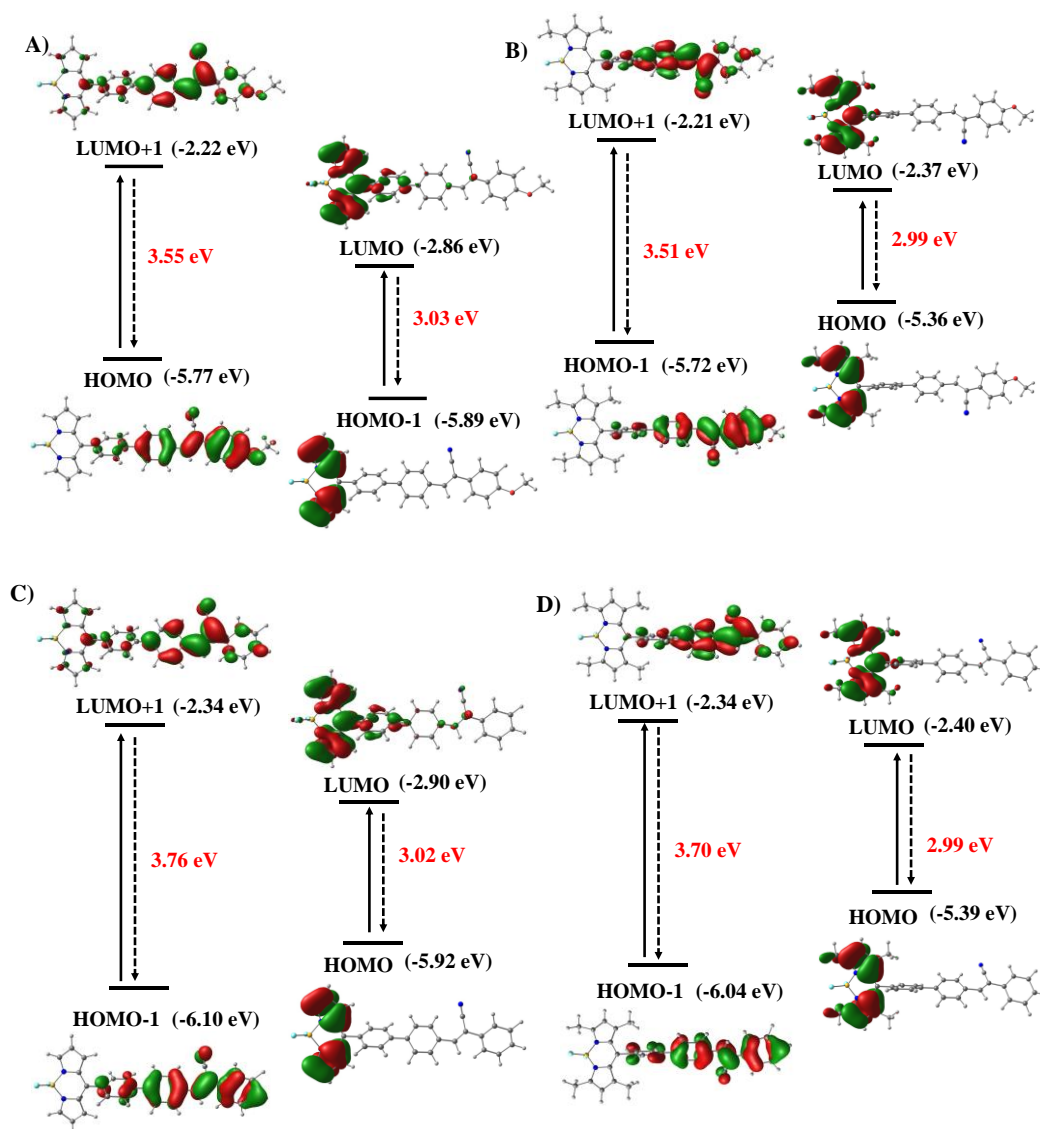 A)
LUMO+1 (-2.22 eV)
3.55 eV
HOMO (-5.77 eV)
LUMO (-2.86 eV)
3.03 eV
HOMO-1 (-5.89 eV)
B)
LUMO+1 (-2.21 eV)
3.51 eV
HOMO-1 (-5.72 eV)
LUMO (-2.37 eV)
2.99 eV
HOMO (-5.36 eV)
C)
LUMO+1 (-2.34 eV)
3.76 eV
HOMO-1 (-6.10 eV)
LUMO (-2.90 eV)
3.02 eV
HOMO (-5.92 eV)
D)
LUMO+1 (-2.34 eV)
3.70 eV
HOMO-1 (-6.04 eV)
LUMO (-2.40 eV)
2.99 eV
HOMO (-5.39 eV)